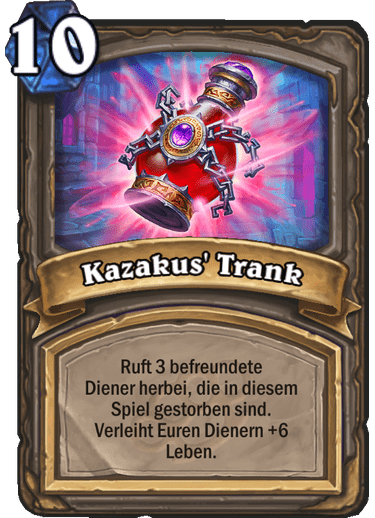 10
Kazakus' Trank
Ruft 3 befreundete
Diener herbei, die in diesem
Spiel gestorben sind.
Verleiht Euren Dienern +6
Leben.